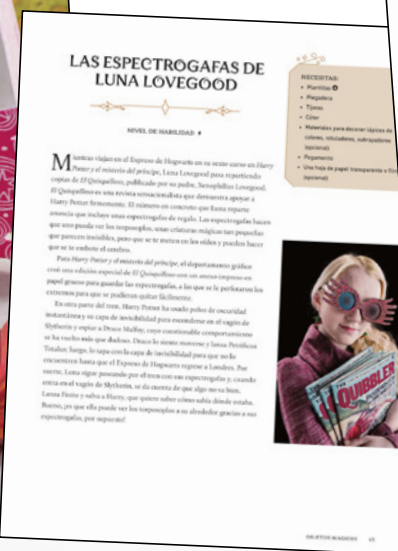 LAS ESPECTROGAFAS DE
LUNA LOVEGOOD
NIVEL DE HABILIDAD
Mientras viajan en el Expreso de Hogwarts en su sexto curso en Harry
Potter y el misterio del príncipe, Luna Lovegood pasa repartiendo
copias de El Quisquilloso, publicado por su padre, Xenophilius Lovegood.
El Quisquilloso es una revista sensacionalista que demuestra apoyar a
Harry Potter firmemente. El número en concreto que Luna reparte
anuncia que incluye unas espectrogafas de regalo. Las espectrogafas hacen
que uno pueda ver los torposoplos, unas criaturas mágicas tan pequeñas
que parecen invisibles, pero que se te meten en los oídos y pueden hacer
que se te embote el cerebro.
Para Harry Potter y el misterio del príncipe, el departamento gráfico
creó una edición especial de El Quisquilloso con un anexo impreso en
papel grueso para guardar las espectrogafas, a las que se le perforaron los
extremos para que se pudieran quitar fácilmente.
En otra parte del tren, Harry Potter ha usado polvo de oscuridad
instantánea y su capa de invisibilidad para esconderse en el vagón de
Slytherin y espiar a Draco Malfoy, cuyo cuestionable comportamiento
se ha vuelto más que dudoso. Draco lo siente moverse y lanza Petrificus
Totalus; luego, lo tapa con la capa de invisibilidad para que no lo
encuentren hasta que el Expreso de Hogwarts regrese a Londres. Por
suerte, Luna sigue paseando por el tren con sus espectrogafas y, cuando
entra en el vagón de Slytherin, se da cuenta de que algo no va bien.
Lanza Finite y salva a Harry, que quiere saber cómo sabía dónde estaba.
Bueno, ¡es que ella puede ver los torposoplos a su alrededor gracias a sus
espectrogafas, por supuesto!
NECESITAS:
• Plantillas
• Plegadera
• Tijeras
• Cúter
• Materiales para decorar: lápices de
colores, rotuladores, subrayadores
(opcional)
• Pegamento
• Una hoja de papel transparente o
(opcional)
THE
QUIBBLER
OBJETOS MÁGICOS